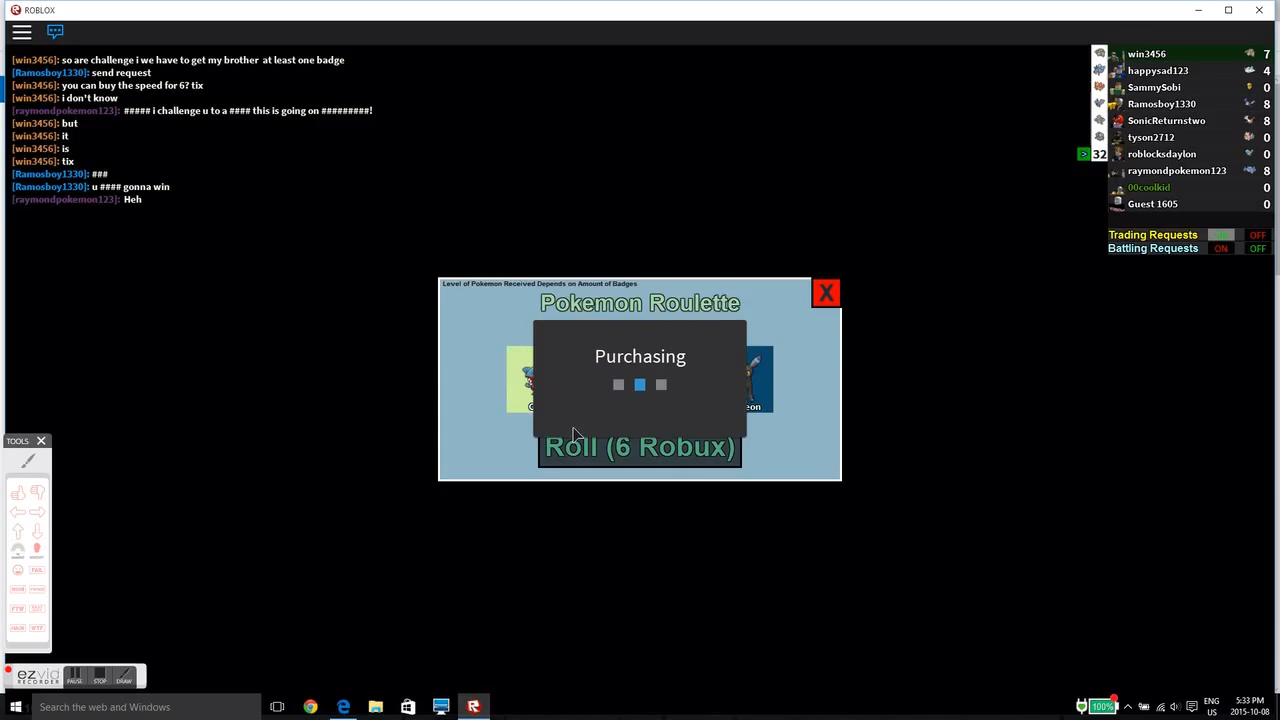 ROBLOX
[win3456]: so are challenge i we have to get my brother at least one badge
[Ramosboy1330]: send request
[win3456]: you can buy the speed for 6? tix
[win3456]: i don't know
[raymondpokemon123]: ##### i challenge u to a #### this is going on #########!
[win3456]: but
[win3456]: it
[win3456]: is
[win3456]: tix
[Ramosboy1330]: ###
[Ramosboy1330]: u #### gonna win
[raymondpokemon123]: Heh
win3456 7
happysad123 4
SammySobi 0
Ramosboy1330 8
SonicReturnstwo 8
tyson2712 0
> 32
roblocksdaylon 0
raymondpokemon123 8
00coolkid 0
Guest 1605 0
Trading Requests OFF
Battling Requests ON OFF
Level of Pokemon Received Depends on Amount of Badges
X
Pokemon Roulette
Purchasing
eon
Roll (6 Robux)
TOOLS
FAIL
FTW
WTF
ezvid
RECORDER
PAUSE STOP DRAW
Search the web and Windows
100%
ENG
US
5:33 PM
2015-10-08